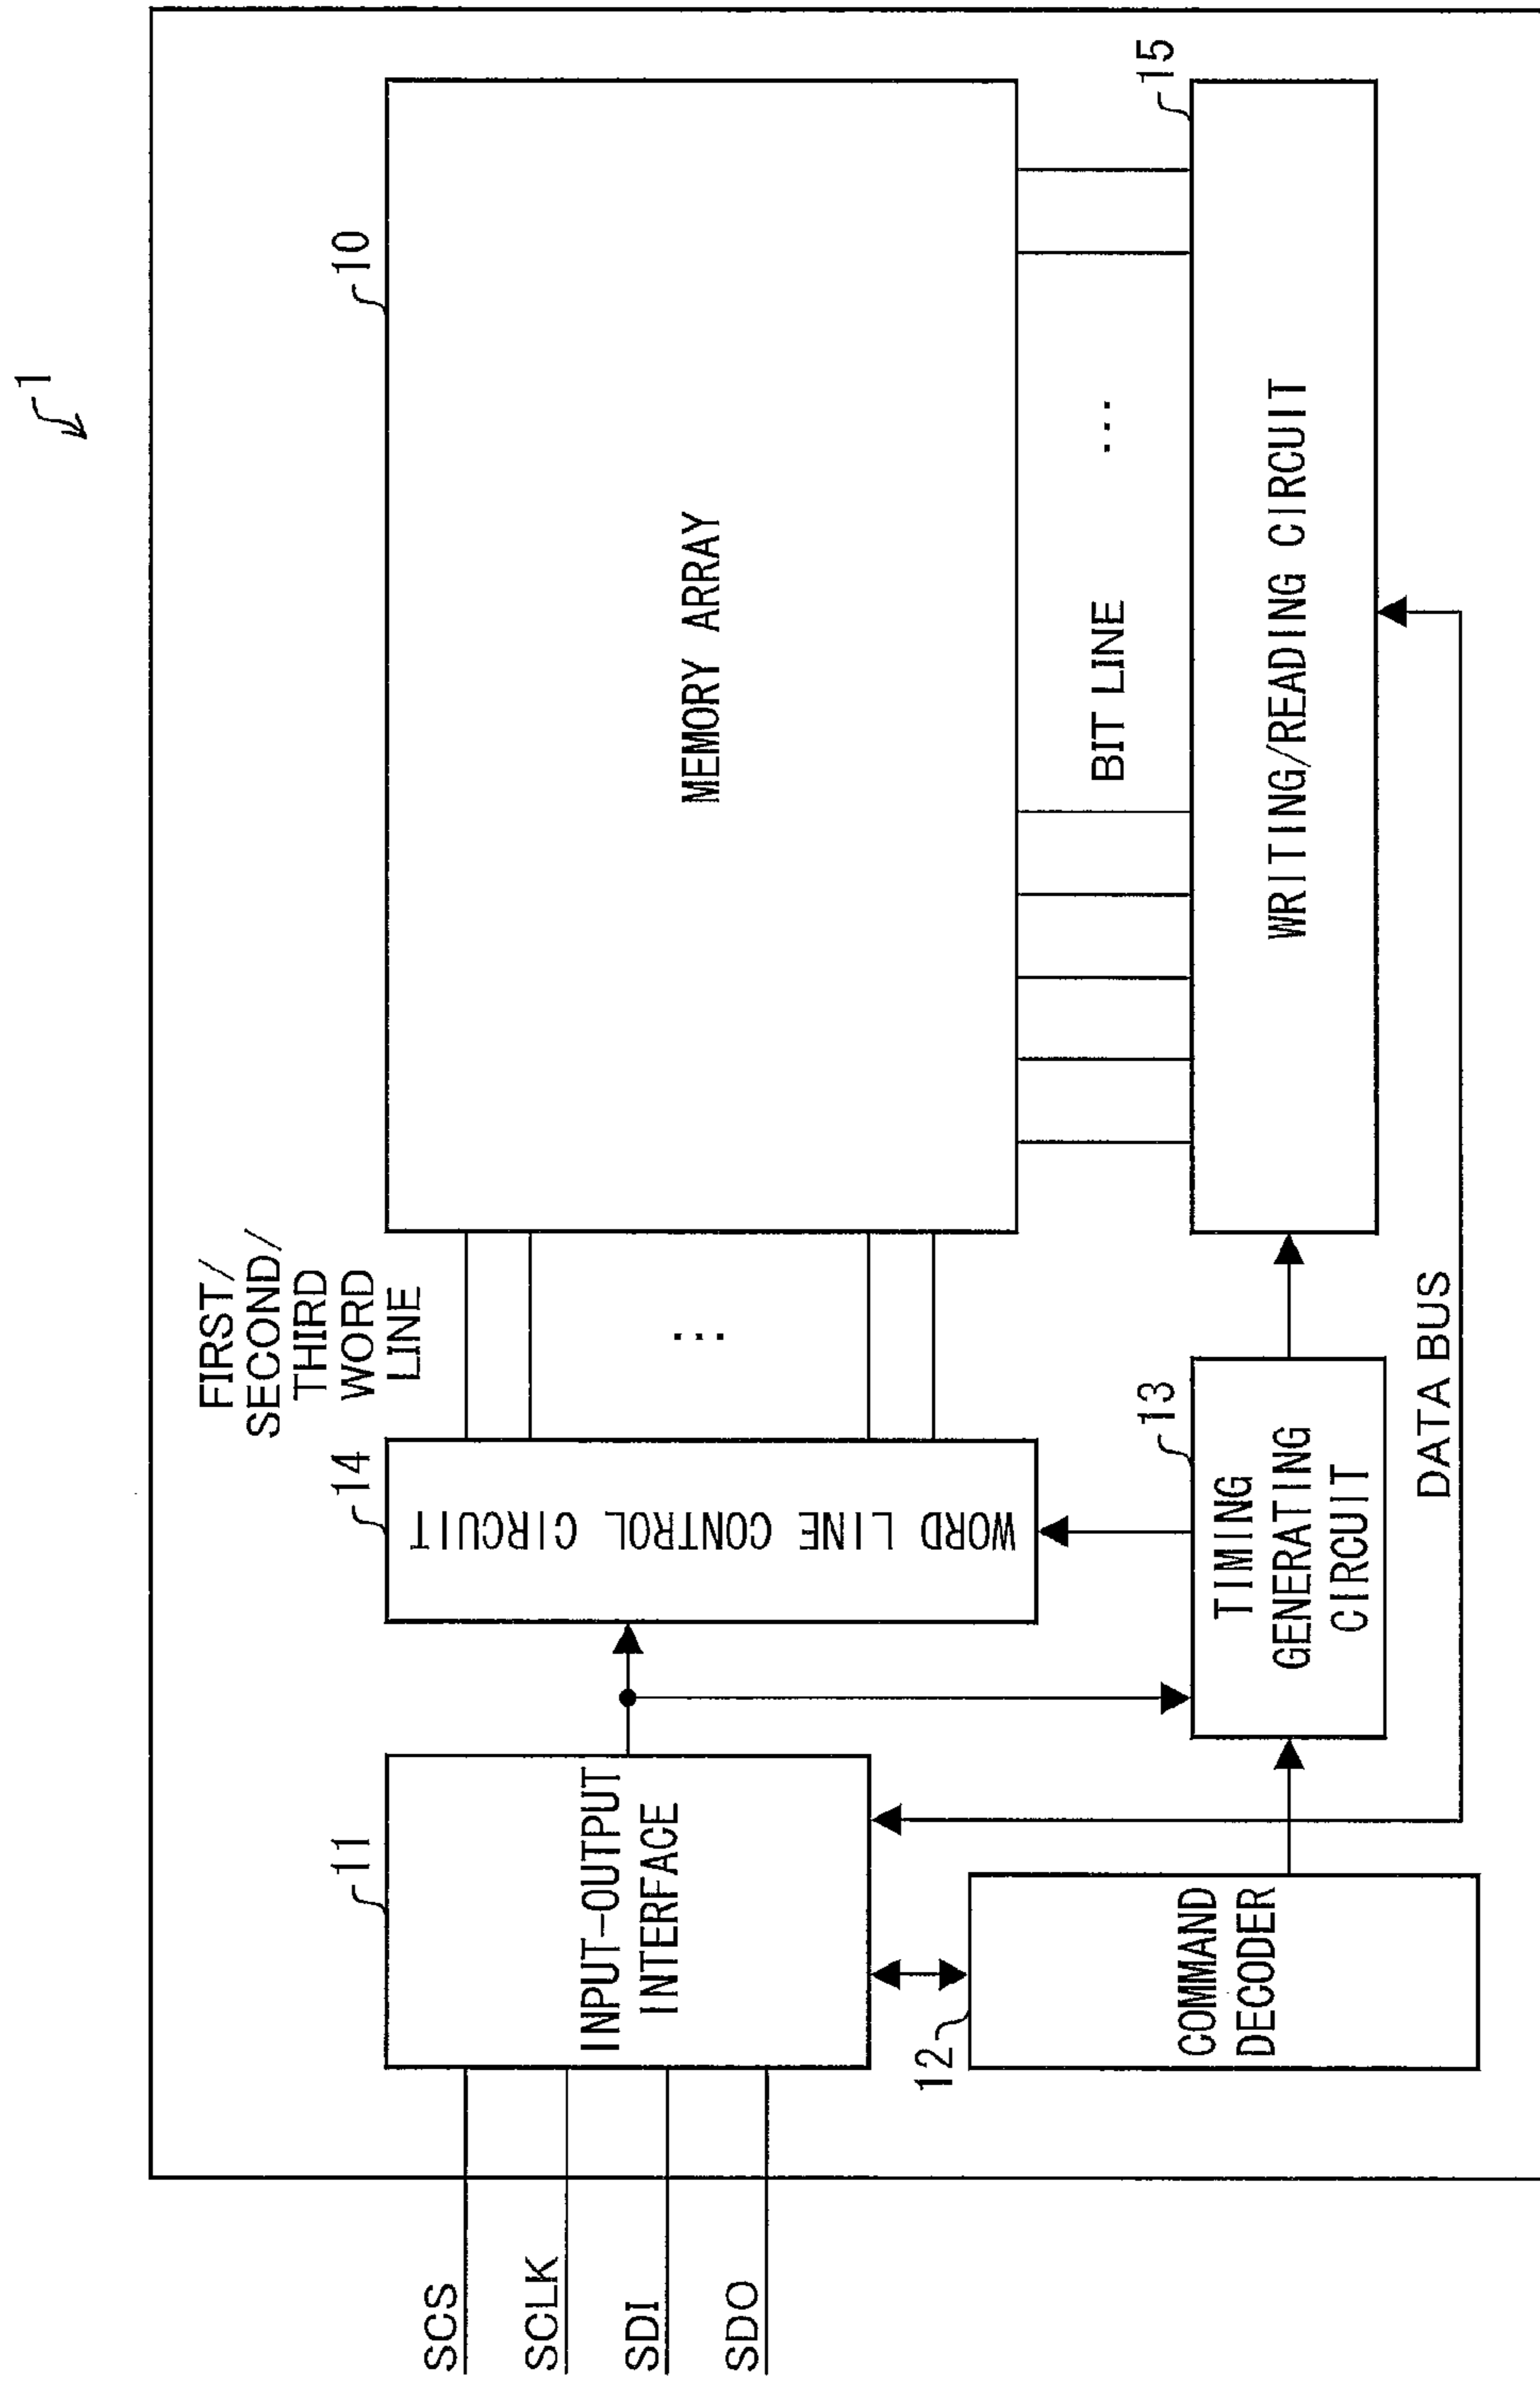 1
FIRST/
SECOND/
THIRD
WORD
LINE
11
14
10
SCS
SCLK
SDI
SDO
INPUT-OUTPUT
INTERFACE
WORD LINE CONTROL CIRCUIT
...
MEMORY ARRAY
12
COMMAND
DECODER
13
TIMING
GENERATING
CIRCUIT
BIT LINE ...
15
WRITING/READING CIRCUIT
DATA BUS